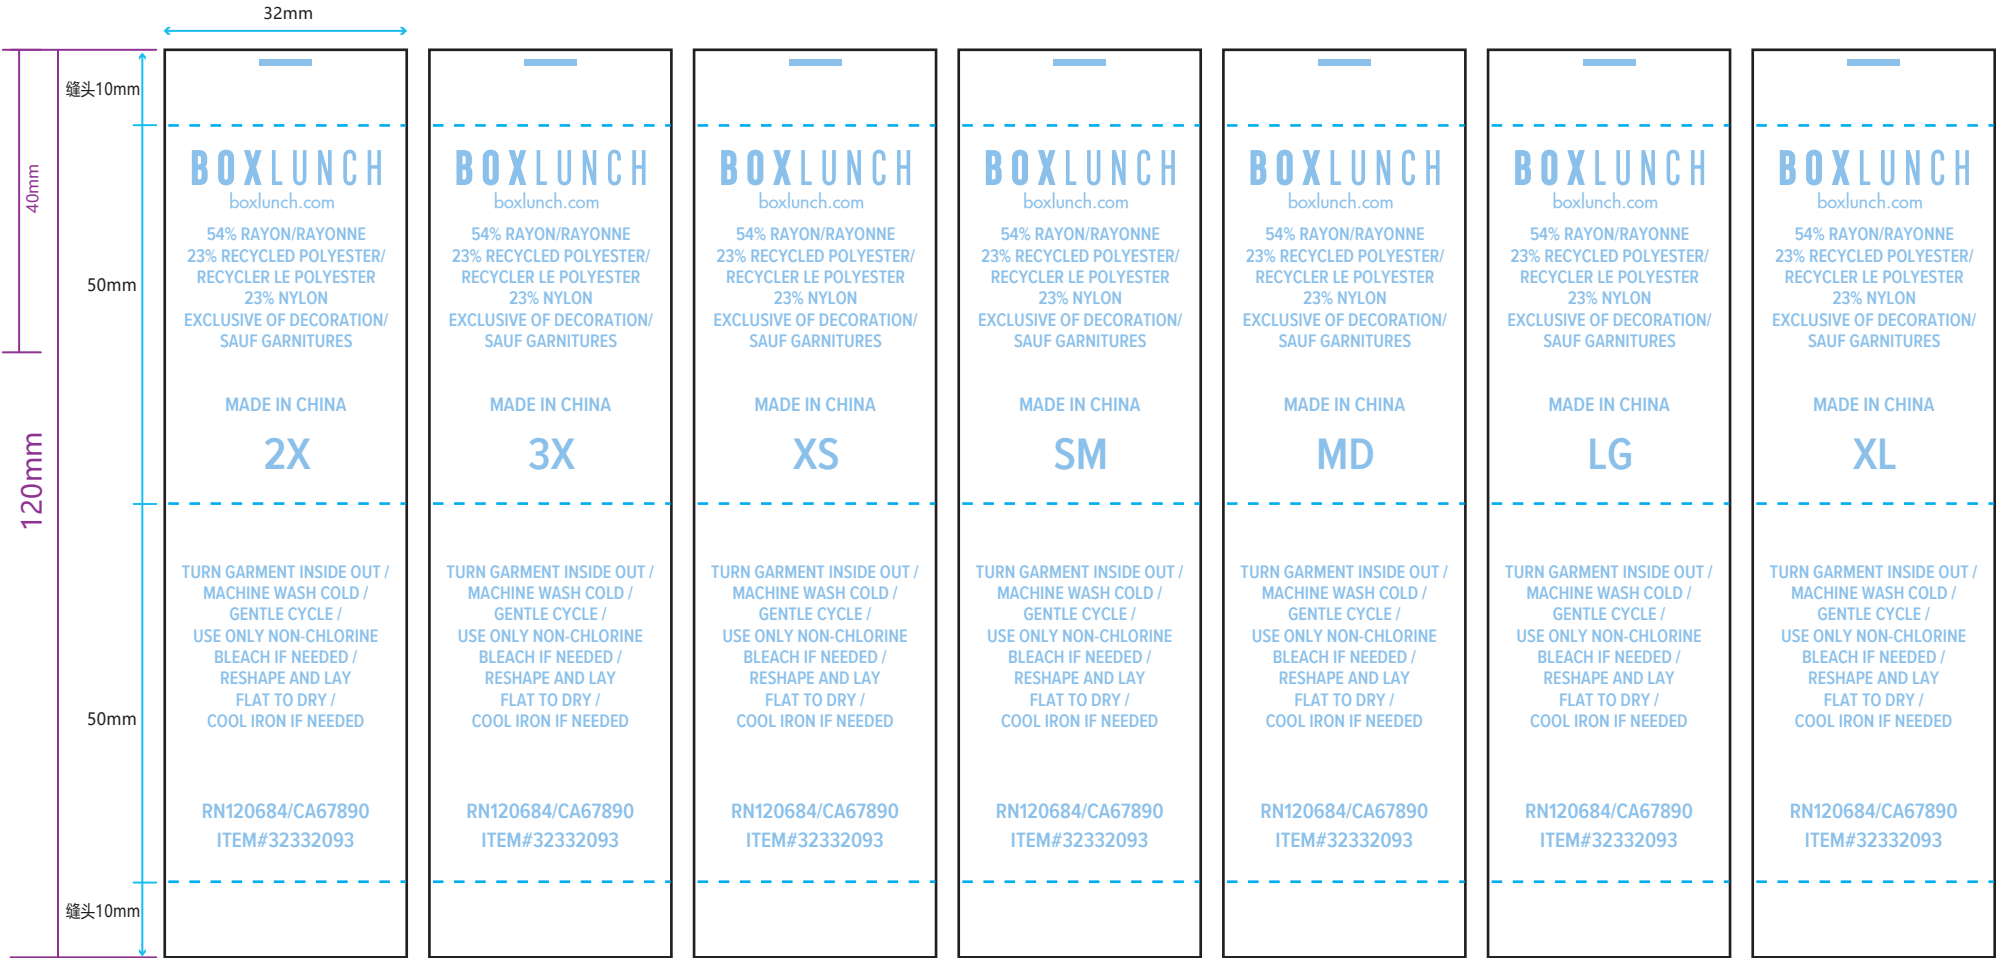 32mm
缝头10mm
40mm
50mm
120mm
50mm
缝头10mm
BOXLUNCH
boxlunch.com
54% RAYON/RAYONNE
23% RECYCLED POLYESTER/
RECYCLER LE POLYESTER
23% NYLON
EXCLUSIVE OF DECORATION/
SAUF GARNITURES
MADE IN CHINA
2X
TURN GARMENT INSIDE OUT /
MACHINE WASH COLD /
GENTLE CYCLE /
USE ONLY NON-CHLORINE
BLEACH IF NEEDED /
RESHAPE AND LAY
FLAT TO DRY /
COOL IRON IF NEEDED
RN120684/CA67890
ITEM#32332093
BOXLUNCH
boxlunch.com
54% RAYON/RAYONNE
23% RECYCLED POLYESTER/
RECYCLER LE POLYESTER
23% NYLON
EXCLUSIVE OF DECORATION/
SAUF GARNITURES
MADE IN CHINA
3X
TURN GARMENT INSIDE OUT /
MACHINE WASH COLD /
GENTLE CYCLE /
USE ONLY NON-CHLORINE
BLEACH IF NEEDED /
RESHAPE AND LAY
FLAT TO DRY /
COOL IRON IF NEEDED
RN120684/CA67890
ITEM#32332093
BOXLUNCH
boxlunch.com
54% RAYON/RAYONNE
23% RECYCLED POLYESTER/
RECYCLER LE POLYESTER
23% NYLON
EXCLUSIVE OF DECORATION/
SAUF GARNITURES
MADE IN CHINA
XS
TURN GARMENT INSIDE OUT /
MACHINE WASH COLD /
GENTLE CYCLE /
USE ONLY NON-CHLORINE
BLEACH IF NEEDED /
RESHAPE AND LAY
FLAT TO DRY /
COOL IRON IF NEEDED
RN120684/CA67890
ITEM#32332093
BOXLUNCH
boxlunch.com
54% RAYON/RAYONNE
23% RECYCLED POLYESTER/
RECYCLER LE POLYESTER
23% NYLON
EXCLUSIVE OF DECORATION/
SAUF GARNITURES
MADE IN CHINA
SM
TURN GARMENT INSIDE OUT /
MACHINE WASH COLD /
GENTLE CYCLE /
USE ONLY NON-CHLORINE
BLEACH IF NEEDED /
RESHAPE AND LAY
FLAT TO DRY /
COOL IRON IF NEEDED
RN120684/CA67890
ITEM#32332093
BOXLUNCH
boxlunch.com
54% RAYON/RAYONNE
23% RECYCLED POLYESTER/
RECYCLER LE POLYESTER
23% NYLON
EXCLUSIVE OF DECORATION/
SAUF GARNITURES
MADE IN CHINA
MD
TURN GARMENT INSIDE OUT /
MACHINE WASH COLD /
GENTLE CYCLE /
USE ONLY NON-CHLORINE
BLEACH IF NEEDED /
RESHAPE AND LAY
FLAT TO DRY /
COOL IRON IF NEEDED
RN120684/CA67890
ITEM#32332093
BOXLUNCH
boxlunch.com
54% RAYON/RAYONNE
23% RECYCLED POLYESTER/
RECYCLER LE POLYESTER
23% NYLON
EXCLUSIVE OF DECORATION/
SAUF GARNITURES
MADE IN CHINA
LG
TURN GARMENT INSIDE OUT /
MACHINE WASH COLD /
GENTLE CYCLE /
USE ONLY NON-CHLORINE
BLEACH IF NEEDED /
RESHAPE AND LAY
FLAT TO DRY /
COOL IRON IF NEEDED
RN120684/CA67890
ITEM#32332093
BOXLUNCH
boxlunch.com
54% RAYON/RAYONNE
23% RECYCLED POLYESTER/
RECYCLER LE POLYESTER
23% NYLON
EXCLUSIVE OF DECORATION/
SAUF GARNITURES
MADE IN CHINA
XL
TURN GARMENT INSIDE OUT /
MACHINE WASH COLD /
GENTLE CYCLE /
USE ONLY NON-CHLORINE
BLEACH IF NEEDED /
RESHAPE AND LAY
FLAT TO DRY /
COOL IRON IF NEEDED
RN120684/CA67890
ITEM#32332093